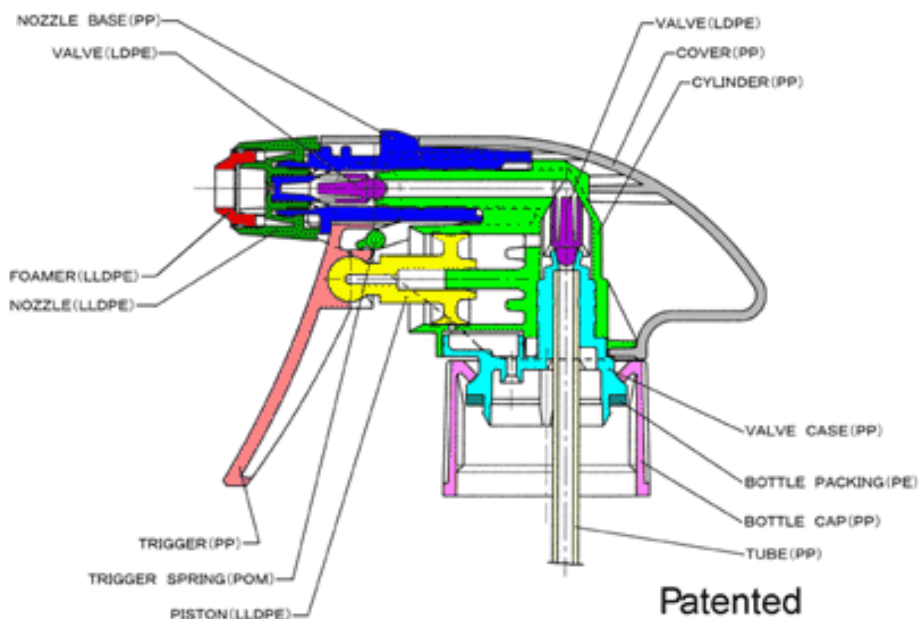 NOZZLE BASE(PP)
VALVE(LDPE)
VALVE(LDPE)
COVER(PP)
CYLINDER(PP)
FOAMER(LLDPE)
NOZZLE(LLDPE)
VALVE CASE(PP)
BOTTLE PACKING(PE)
BOTTLE CAP(PP)
TUBE(PP)
TRIGGER(PP)
TRIGGER SPRING(POM)
PISTON(LLDPE)
Patented